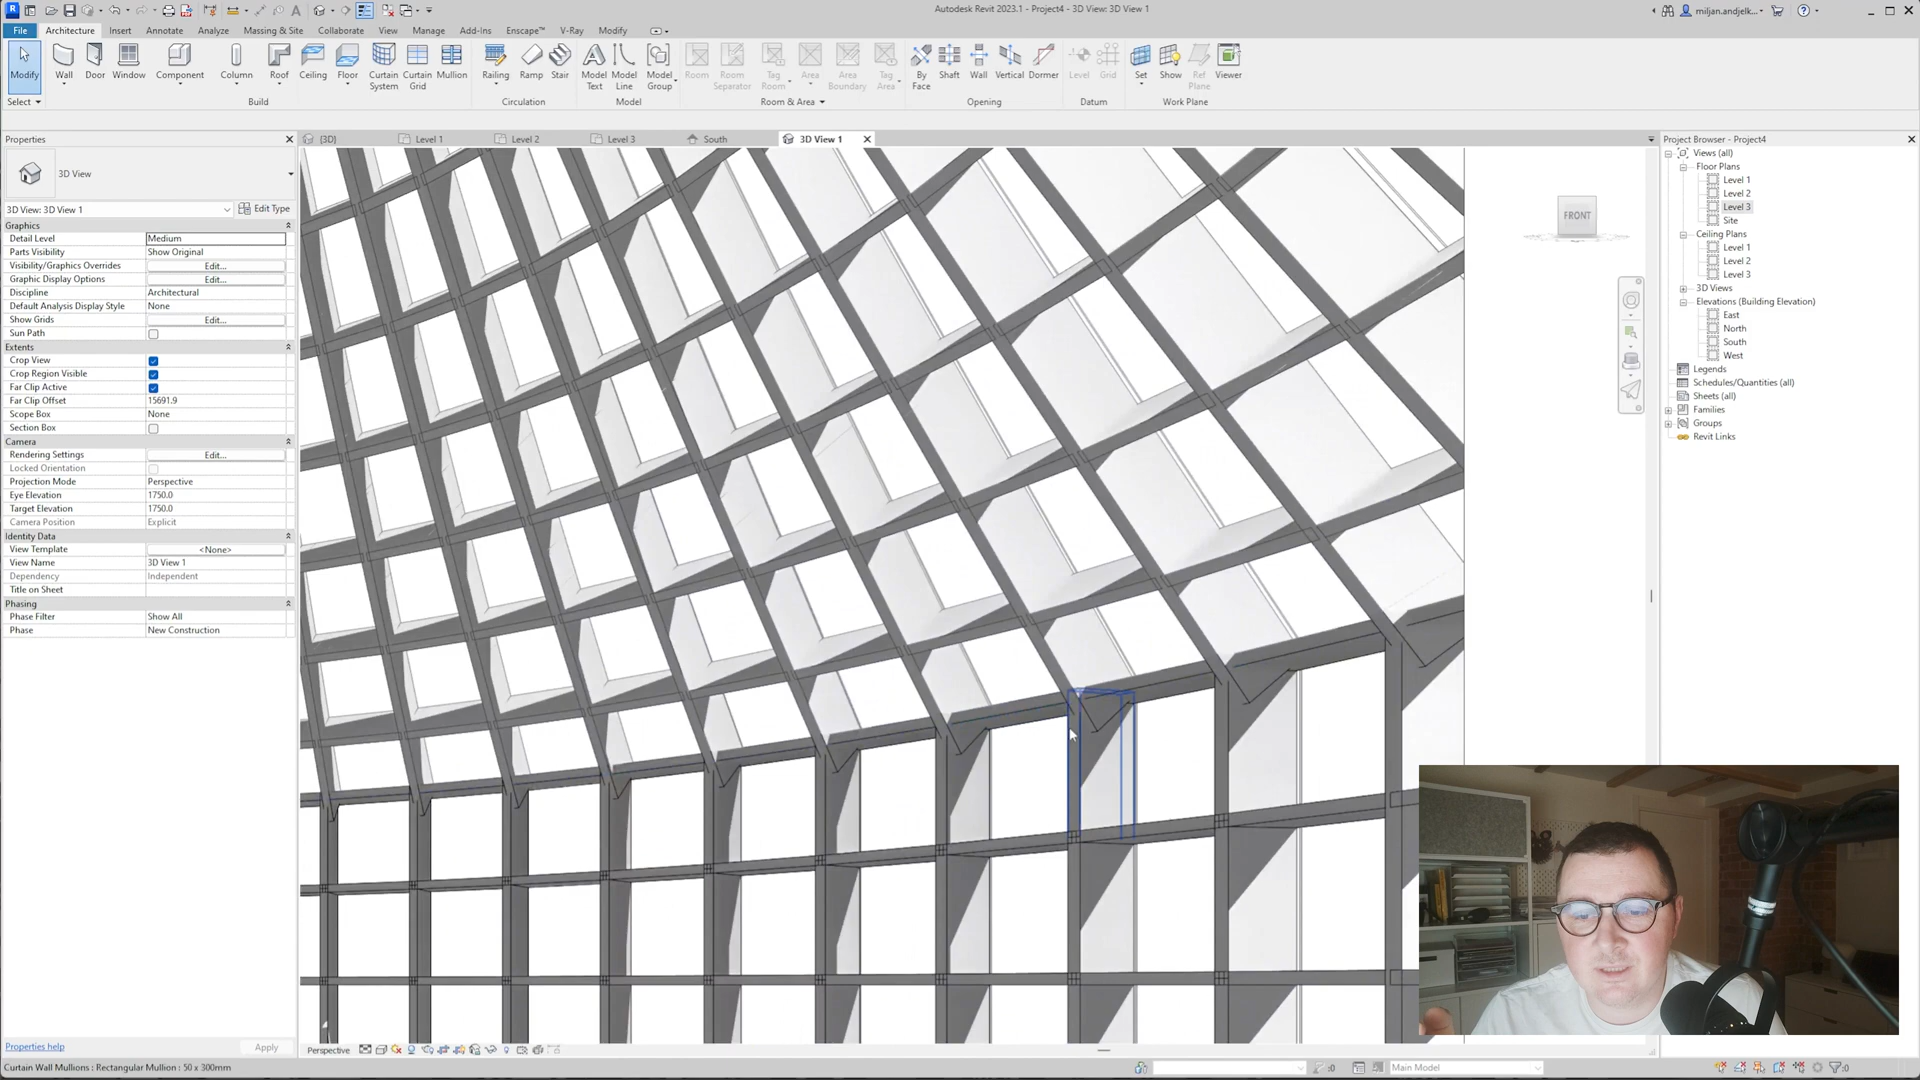 Autodesk Revit 2023.1 - Project4 - 3D View: 3D View 1
miljan.andjelk...
File Architecture Insert Annotate Analyze Massing & Site Collaborate View Manage Add-Ins Enscape™ V-Ray Modify
Modify Wall Door Window Component Column Roof Ceiling Floor Curtain System Curtain Grid Mullion Railing Ramp Stair Model Text Model Line Model Group Room Room Separator Tag Room Area Area Boundary Tag Area By Face Shaft Wall Vertical Dormer Level Grid Set Show Ref Plane Viewer
Select Build Circulation Model Room & Area Opening Datum Work Plane
Properties
{3D} Level 1 Level 2 Level 3 South 3D View 1
Project Browser - Project4
3D View
3D View: 3D View 1 Edit Type
Graphics
Detail Level Medium
Parts Visibility Show Original
Visibility/Graphics Overrides Edit...
Graphic Display Options Edit...
Discipline Architectural
Default Analysis Display Style None
Show Grids Edit...
Sun Path
Extents
Crop View
Crop Region Visible
Far Clip Active
Far Clip Offset 15691.9
Scope Box None
Section Box
Camera
Rendering Settings Edit...
Locked Orientation
Projection Mode Perspective
Eye Elevation 1750.0
Target Elevation 1750.0
Camera Position Explicit
Identity Data
View Template <None>
View Name 3D View 1
Dependency Independent
Title on Sheet
Phasing
Phase Filter Show All
Phase New Construction
Properties help Apply
FRONT
Views (all)
Floor Plans
Level 1
Level 2
Level 3
Site
Ceiling Plans
Level 1
Level 2
Level 3
3D Views
Elevations (Building Elevation)
East
North
South
West
Legends
Schedules/Quantities (all)
Sheets (all)
Families
Groups
Revit Links
Perspective
Curtain Wall Mullions : Rectangular Mullion : 50 x 300mm
:0
Main Model
:0